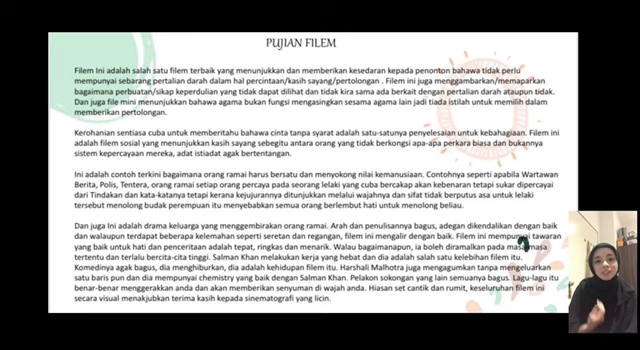 PUJIAN FILEM
Filem Ini adalah salah satu filem terbaik yang menunjukkan dan memberikan kesedaran kepada penonton bahawa tidak perlu
mempunyai sebarang pertalian darah dalam hal percintaan/kasih sayang/pertolongan . Filem ini juga menggambarkan/memaparkan
bagaimana perbuatan/sikap keperdulian yang tidak dapat dilihat dan tidak kira sama ada berkait dengan pertalian darah ataupun tidak.
Dan juga file mini menunjukkan bahawa agama bukan fungsi mengasingkan sesama agama lain jadi tiada istilah untuk memilih dalam
memberikan pertolongan.
Kerohanian sentiasa cuba untuk memberitahu bahawa cinta tanpa syarat adalah satu-satunya penyelesaian untuk kebahagiaan. Filem ini
adalah filem sosial yang menunjukkan kasih sayang sebegitu antara orang yang tidak berkongsi apa-apa perkara biasa dan bukannya
sistem kepercayaan mereka, adat istiadat agak bertentangan.
Ini adalah contoh terkini bagaimana orang ramai harus bersatu dan menyokong nilai kemanusiaan. Contohnya seperti apabila Wartawan
Berita, Polis, Tentera, orang ramai setiap orang percaya pada seorang lelaki yang cuba bercakap akan kebenaran tetapi sukar dipercayai
dari Tindakan dan kata-katanya tetapi kerana kejujurannya ditunjukkan melalui wajahnya dan sifat tidak berputus asa untuk lelaki
tersebut menolong budak perempuan itu menyebabkan semua orang berlembut hati untuk menolong beliau.
Dan juga Ini adalah drama keluarga yang menggembirakan orang ramai. Arah dan penulisannya bagus, adegan dikendalikan dengan baik
dan walaupun terdapat beberapa kelemahan seperti seretan dan regangan, filem ini mengalir dengan baik. Filem ini mempunyai tawaran
yang baik untuk hati dan penceritaan adalah tepat, ringkas dan menarik. Walau bagaimanapun, ia boleh diramalkan pada masa-masa
tertentu dan terlalu bercita-cita tinggi. Salman Khan melakukan kerja yang hebat dan dia adalah salah satu kelebihan filem itu.
Komedinya agak bagus, dia menghiburkan, dia adalah kehidupan filem itu. Harshali Malhotra juga mengagumkan tanpa mengeluarkan
satu baris pun dan dia mempunyai chemistry yang baik dengan Salman Khan. Pelakon sokongan yang lain semuanya bagus. Lagu-lagu itu
benar-benar menggerakkan anda dan akan memberikan senyuman di wajah anda. Hiasan set cantik dan rumit, keseluruhan filem ini
secara visual menakjubkan terima kasih kepada sinematografi yang licin.